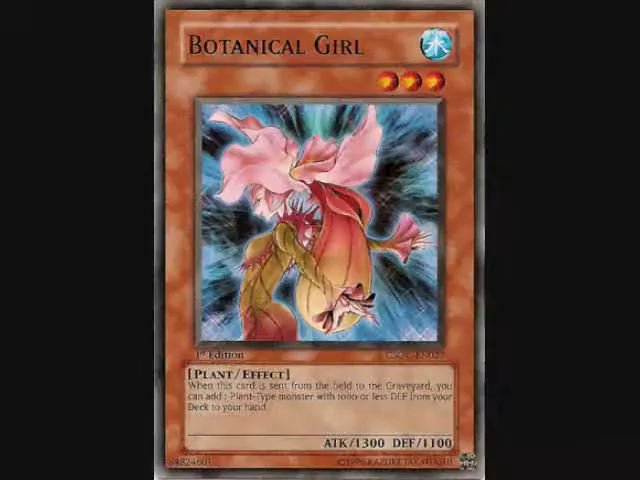 BOTANICAL GIRL
水
1st Edition
CSOC-EN027
[PLANT/EFFECT]
When this card is sent from the field to the Graveyard, you
can add 1 Plant-Type monster with 1000 or less DEF from your
Deck to your hand.
ATK/1300 DEF/1100
84824601
©1996 KAZUKI TAKAHASHI